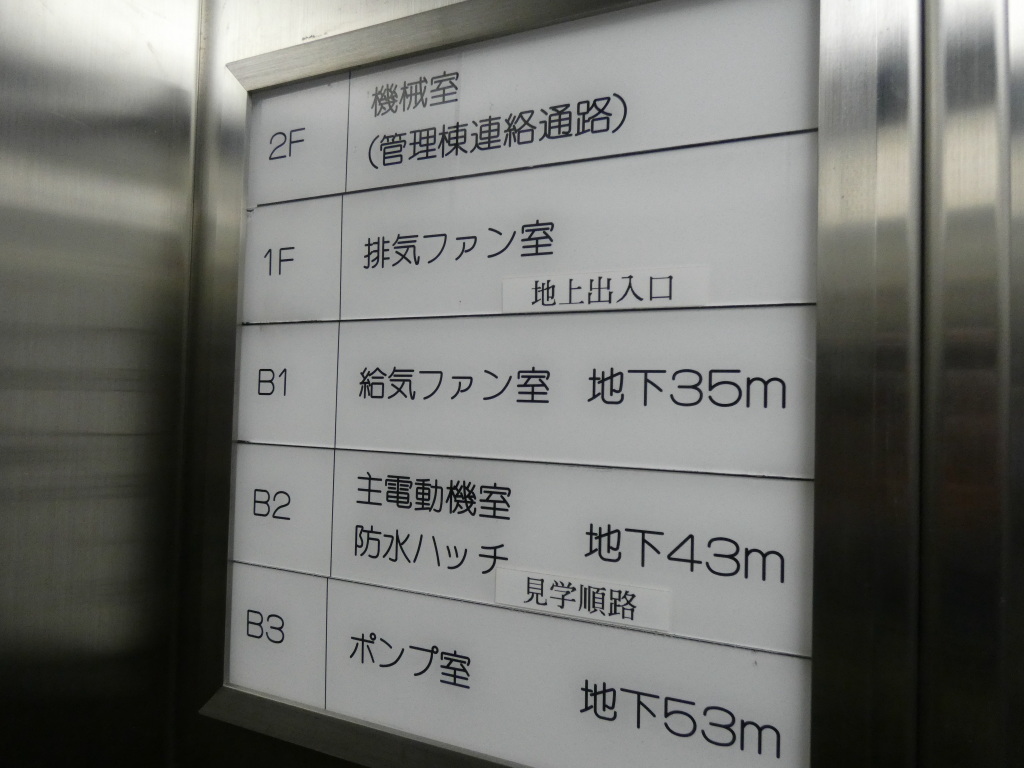 2F 機械室
(管理棟連絡通路)
1F 排気ファン室
地上出入口
B1 給気ファン室 地下35m
B2 主電動機室
防水ハッチ 地下43m
見学順路
B3 ポンプ室 地下53m